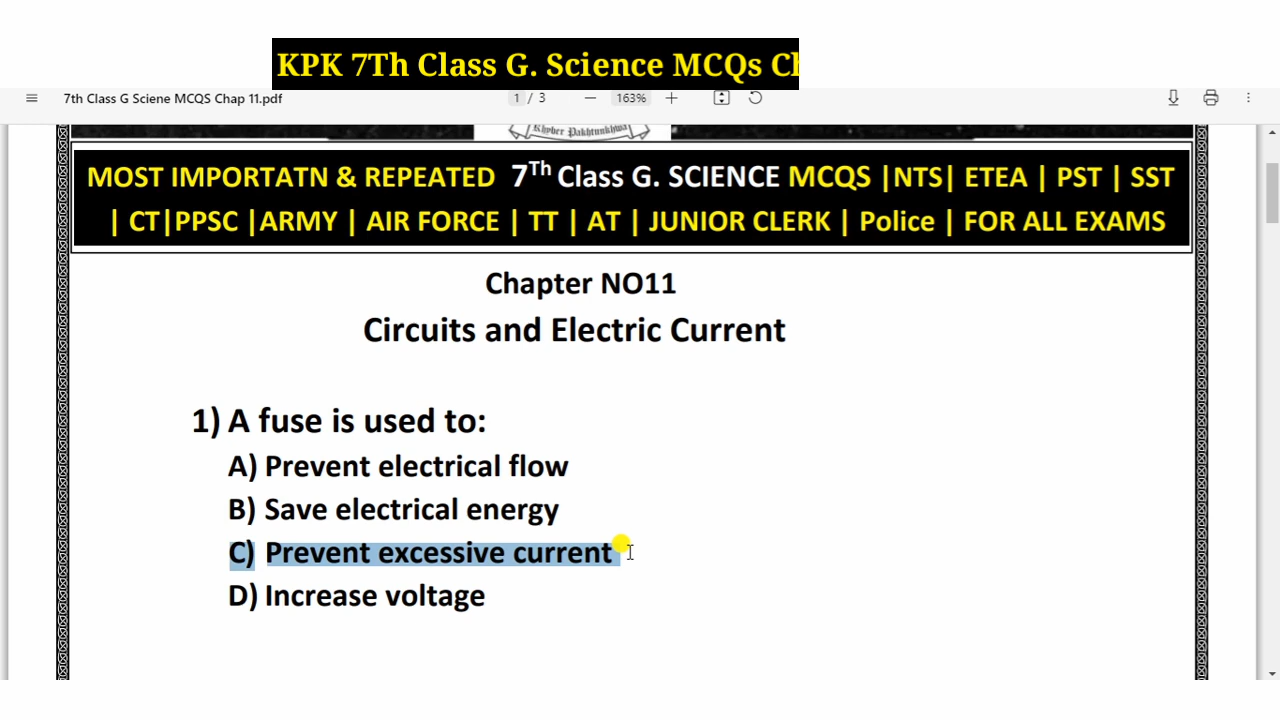 KPK 7Th Class G. Science MCQs Ch
7th Class G Sciene MCQS Chap 11.pdf
1 / 3
163%
Khyber Pakhtunkhwa
MOST IMPORTATN & REPEATED 7Th Class G. SCIENCE MCQS |NTS| ETEA | PST | SST
| CT|PPSC |ARMY | AIR FORCE | TT | AT | JUNIOR CLERK | Police | FOR ALL EXAMS
Chapter NO11
Circuits and Electric Current
1) A fuse is used to:
A) Prevent electrical flow
B) Save electrical energy
C) Prevent excessive current
D) Increase voltage